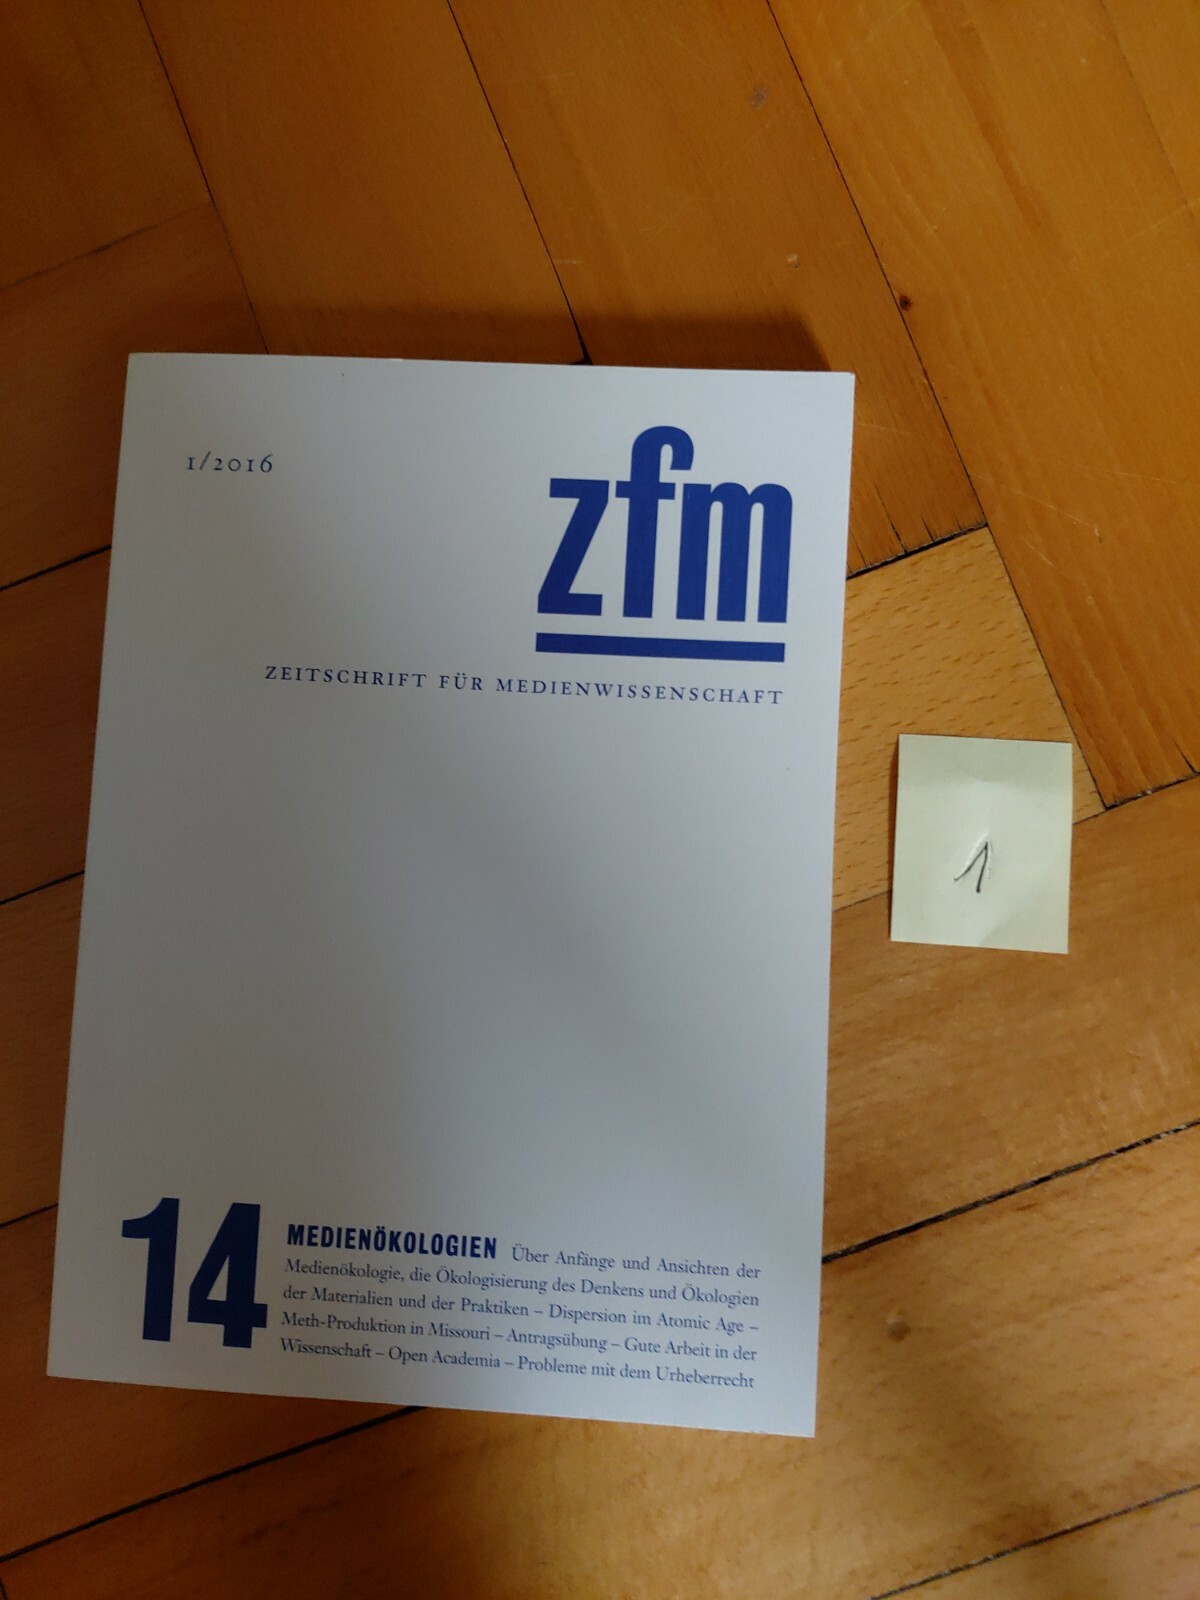 1/2016
zfm
ZEITSCHRIFT FÜR MEDIENWISSENSCHAFT
1
14
MEDIENÖKOLOGIEN Über Anfänge und Ansichten der
Medienökologie, die Ökologisierung des Denkens und Ökologien
der Materialien und der Praktiken – Dispersion im Atomic Age –
Meth-Produktion in Missouri – Antragsübung – Gute Arbeit in der
Wissenschaft – Open Academia – Probleme mit dem Urheberrecht